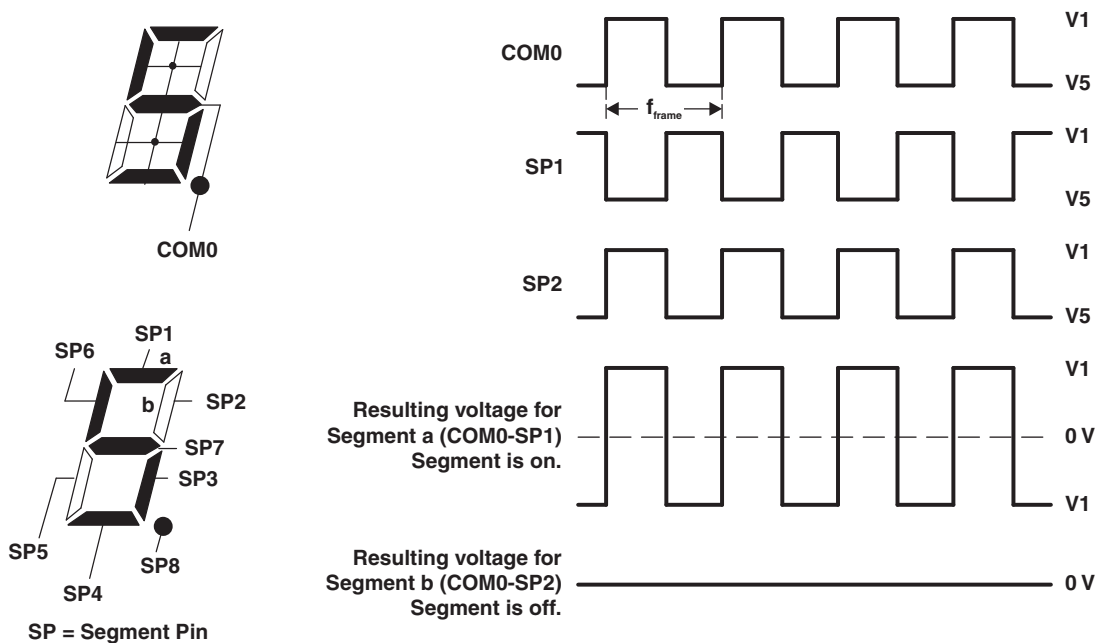 COM0
V1
V5
f frame
SP1
V1
V5
SP2
V1
V5
COM0
SP1
a
SP6
b
SP2
SP7
SP3
SP5
SP8
SP4
SP = Segment Pin
Resulting voltage for
Segment a (COM0-SP1)
Segment is on.
V1
0 V
V1
Resulting voltage for
Segment b (COM0-SP2)
Segment is off.
0 V